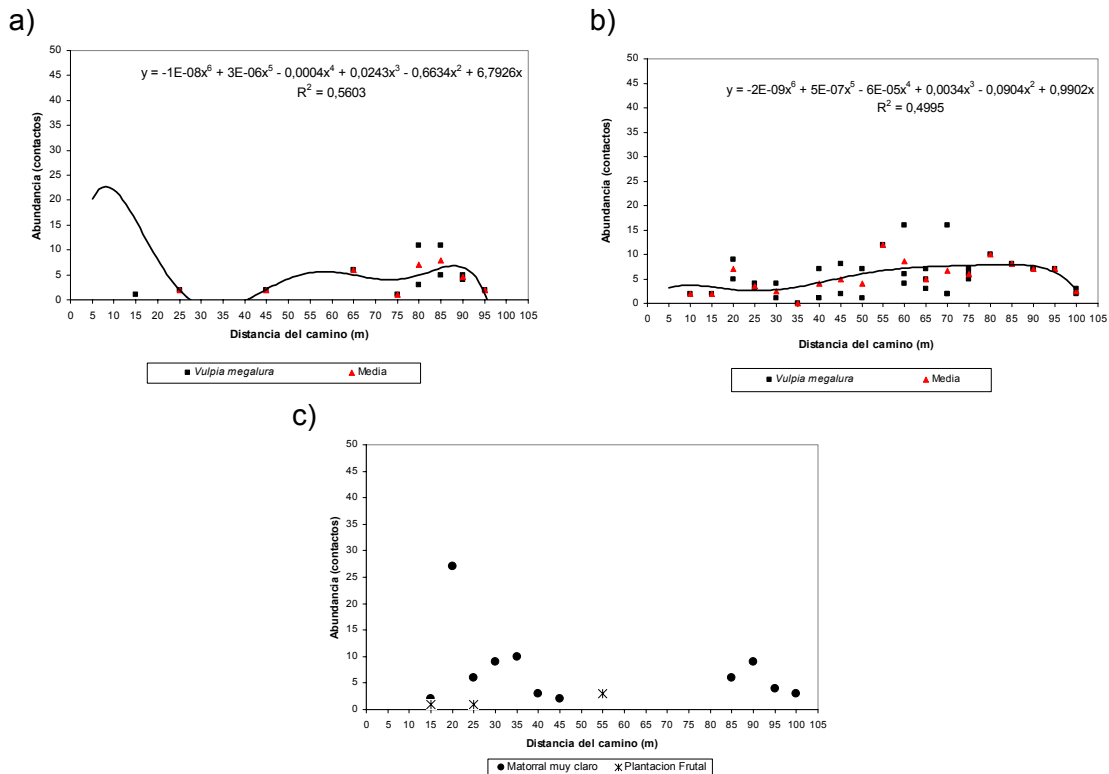 a)
50
45
40
35
30
25
20
15
10
5
0
Abundancia (contactos)
y = -1E-08x⁶ + 3E-06x⁵ - 0,0004x⁴ + 0,0243x³ - 0,6634x² + 6,7926x
R² = 0,5603
0 5 10 15 20 25 30 35 40 45 50 55 60 65 70 75 80 85 90 95 100 105
Distancia del camino (m)
Vulpia megalura Media
b)
50
45
40
35
30
25
20
15
10
5
0
Abundancia (contactos)
y = -2E-09x⁶ + 5E-07x⁵ - 6E-05x⁴ + 0,0034x³ - 0,0904x² + 0,9902x
R² = 0,4995
0 5 10 15 20 25 30 35 40 45 50 55 60 65 70 75 80 85 90 95 100 105
Distancia del camino (m)
Vulpia megalura Media
c)
50
45
40
35
30
25
20
15
10
5
0
Abundancia (contactos)
0 5 10 15 20 25 30 35 40 45 50 55 60 65 70 75 80 85 90 95 100 105
Distancia del camino (m)
Matorral muy claro Plantacion Frutal